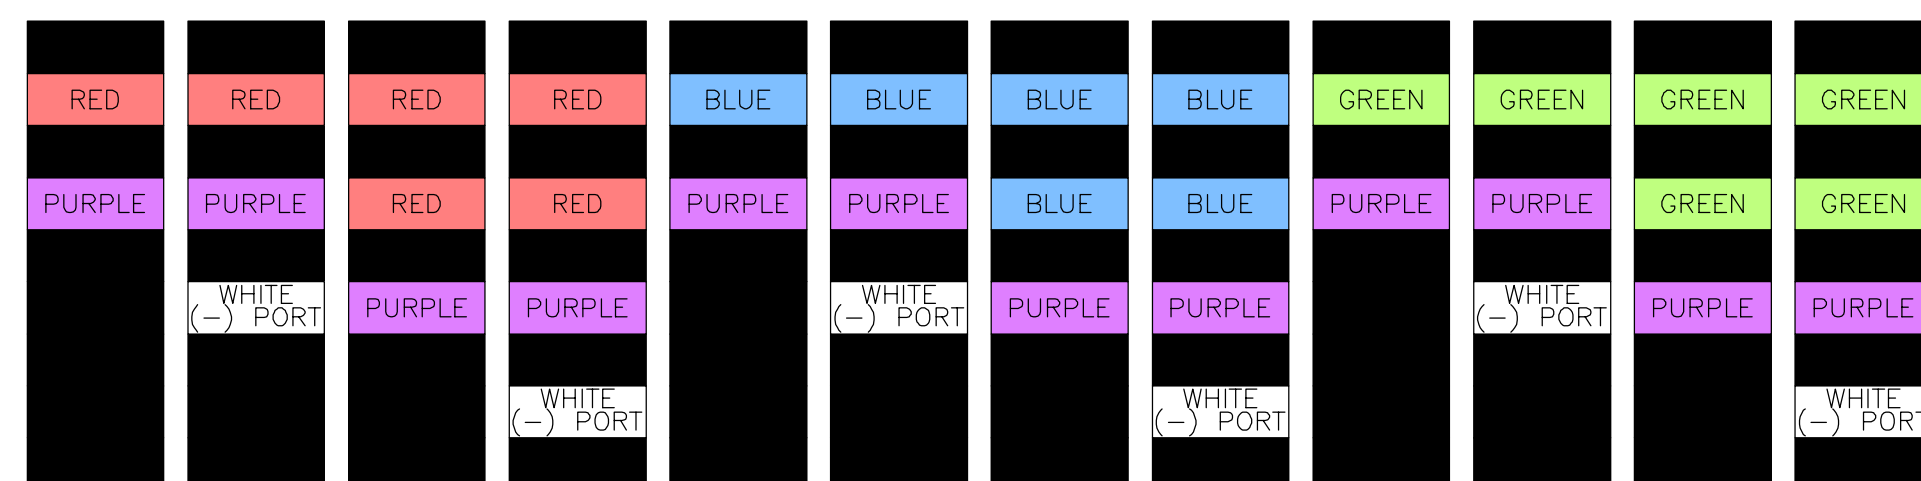 RED RED RED RED BLUE BLUE BLUE BLUE GREEN GREEN GREEN GREEN
PURPLE PURPLE RED RED PURPLE PURPLE BLUE BLUE PURPLE PURPLE GREEN GREEN
WHITE
(-) PORT
PURPLE PURPLE
WHITE
(-) PORT
PURPLE PURPLE
WHITE
(-) PORT
PURPLE PURPLE
WHITE
(-) PORT
WHITE
(-) PORT
WHITE
(-) PORT